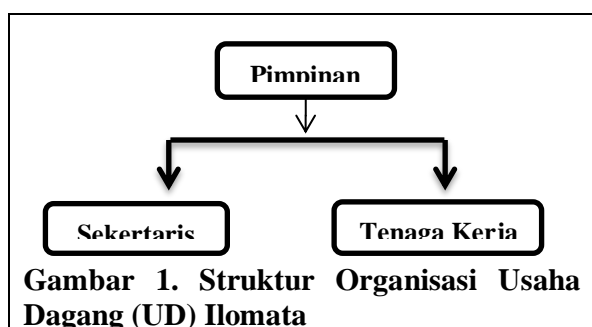 Pimpinan
Sekertaris
Tenaga Kerja
Gambar 1. Struktur Organisasi Usaha
Dagang (UD) Ilomata